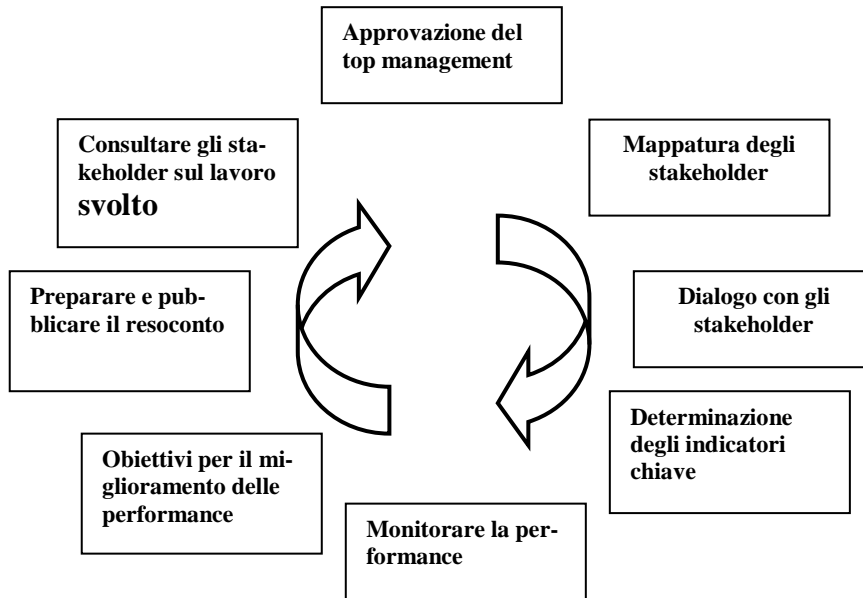 Approvazione del
top management
Mappatura degli
stakeholder
Dialogo con gli
stakeholder
Determinazione
degli indicatori
chiave
Monitorare la per-
formance
Obiettivi per il mi-
glioramento delle
performance
Preparare e pub-
blicare il resoconto
Consultare gli sta-
keholder sul lavoro
svolto